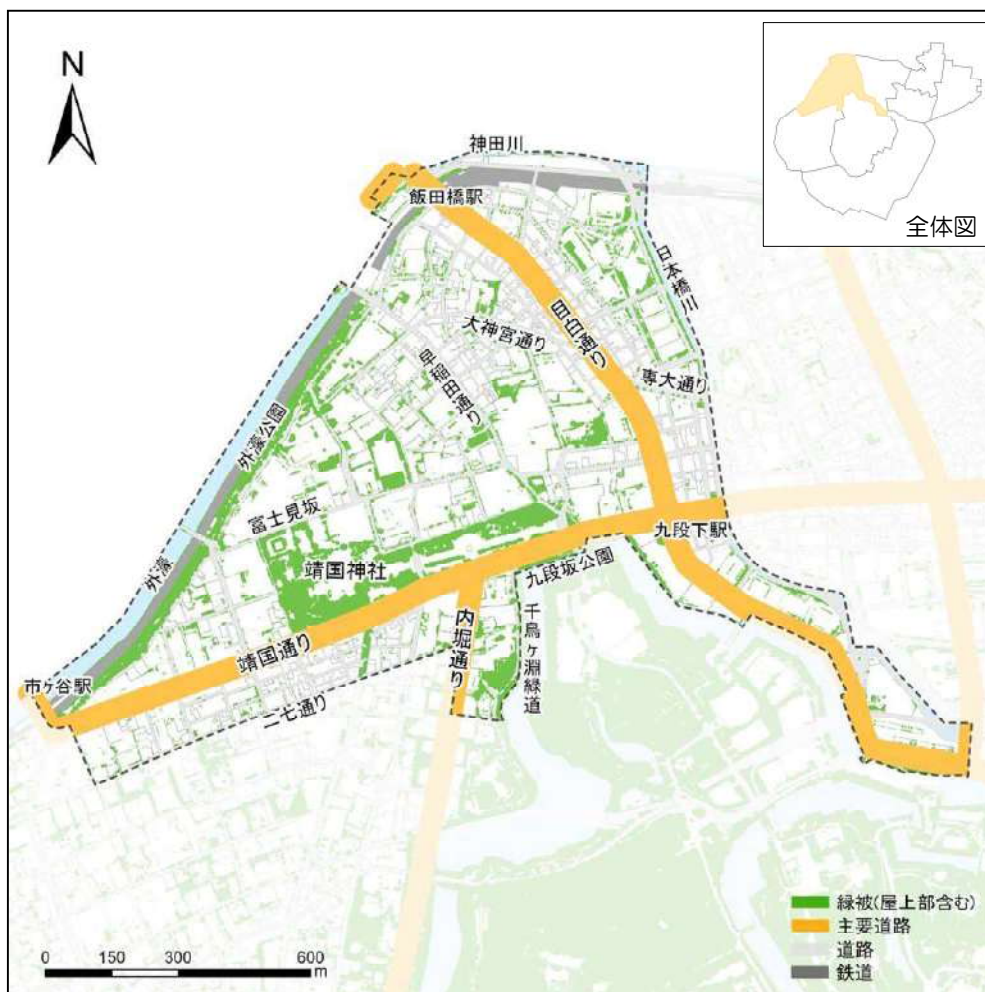 N
全体図
神田川
飯田橋駅
日本橋川
目白通り
大神宮通り
早稲田通り
専大通り
外濠公園
富士見坂
外濠
靖国神社
九段下駅
九段坂公園
千鳥ヶ淵緑道
内堀通り
靖国通り
市ヶ谷駅
二七通り
緑被(屋上部含む)
主要道路
道路
鉄道
0 150 300 600
m